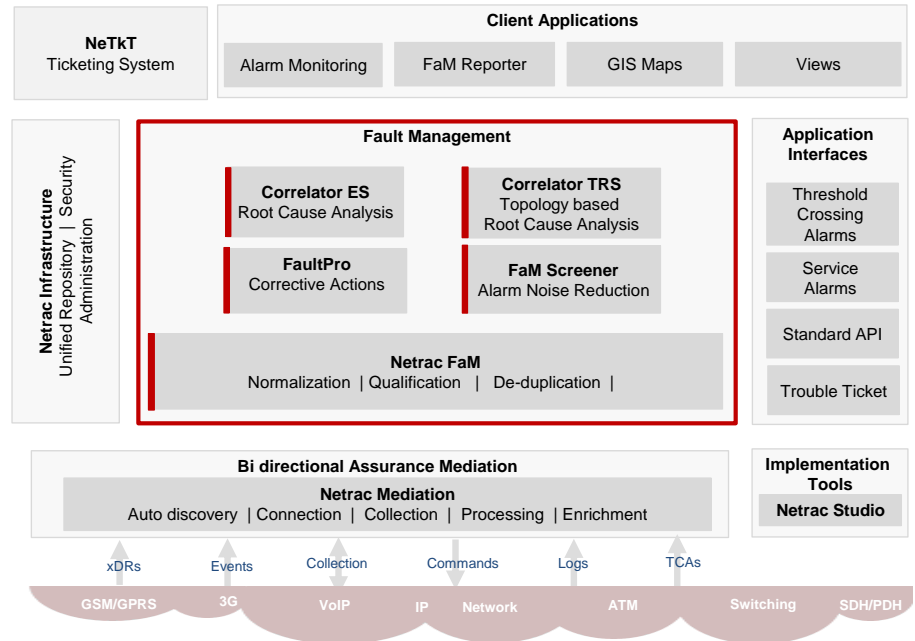 NeTkT
Ticketing System
Client Applications
Alarm Monitoring
FaM Reporter
GIS Maps
Views
Netrac Infrastructure
Unified Repository | Security
Administration
Fault Management
Correlator ES
Root Cause Analysis
Correlator TRS
Topology based
Root Cause Analysis
FaultPro
Corrective Actions
FaM Screener
Alarm Noise Reduction
Netrac FaM
Normalization | Qualification | De-duplication |
Application
Interfaces
Threshold
Crossing
Alarms
Service
Alarms
Standard API
Trouble Ticket
Bi directional Assurance Mediation
Netrac Mediation
Auto discovery | Connection | Collection | Processing | Enrichment
Implementation
Tools
Netrac Studio
xDRs
Events
Collection
Commands
Logs
TCAs
GSM/GPRS
3G
VoIP
IP Network
ATM
Switching
SDH/PDH